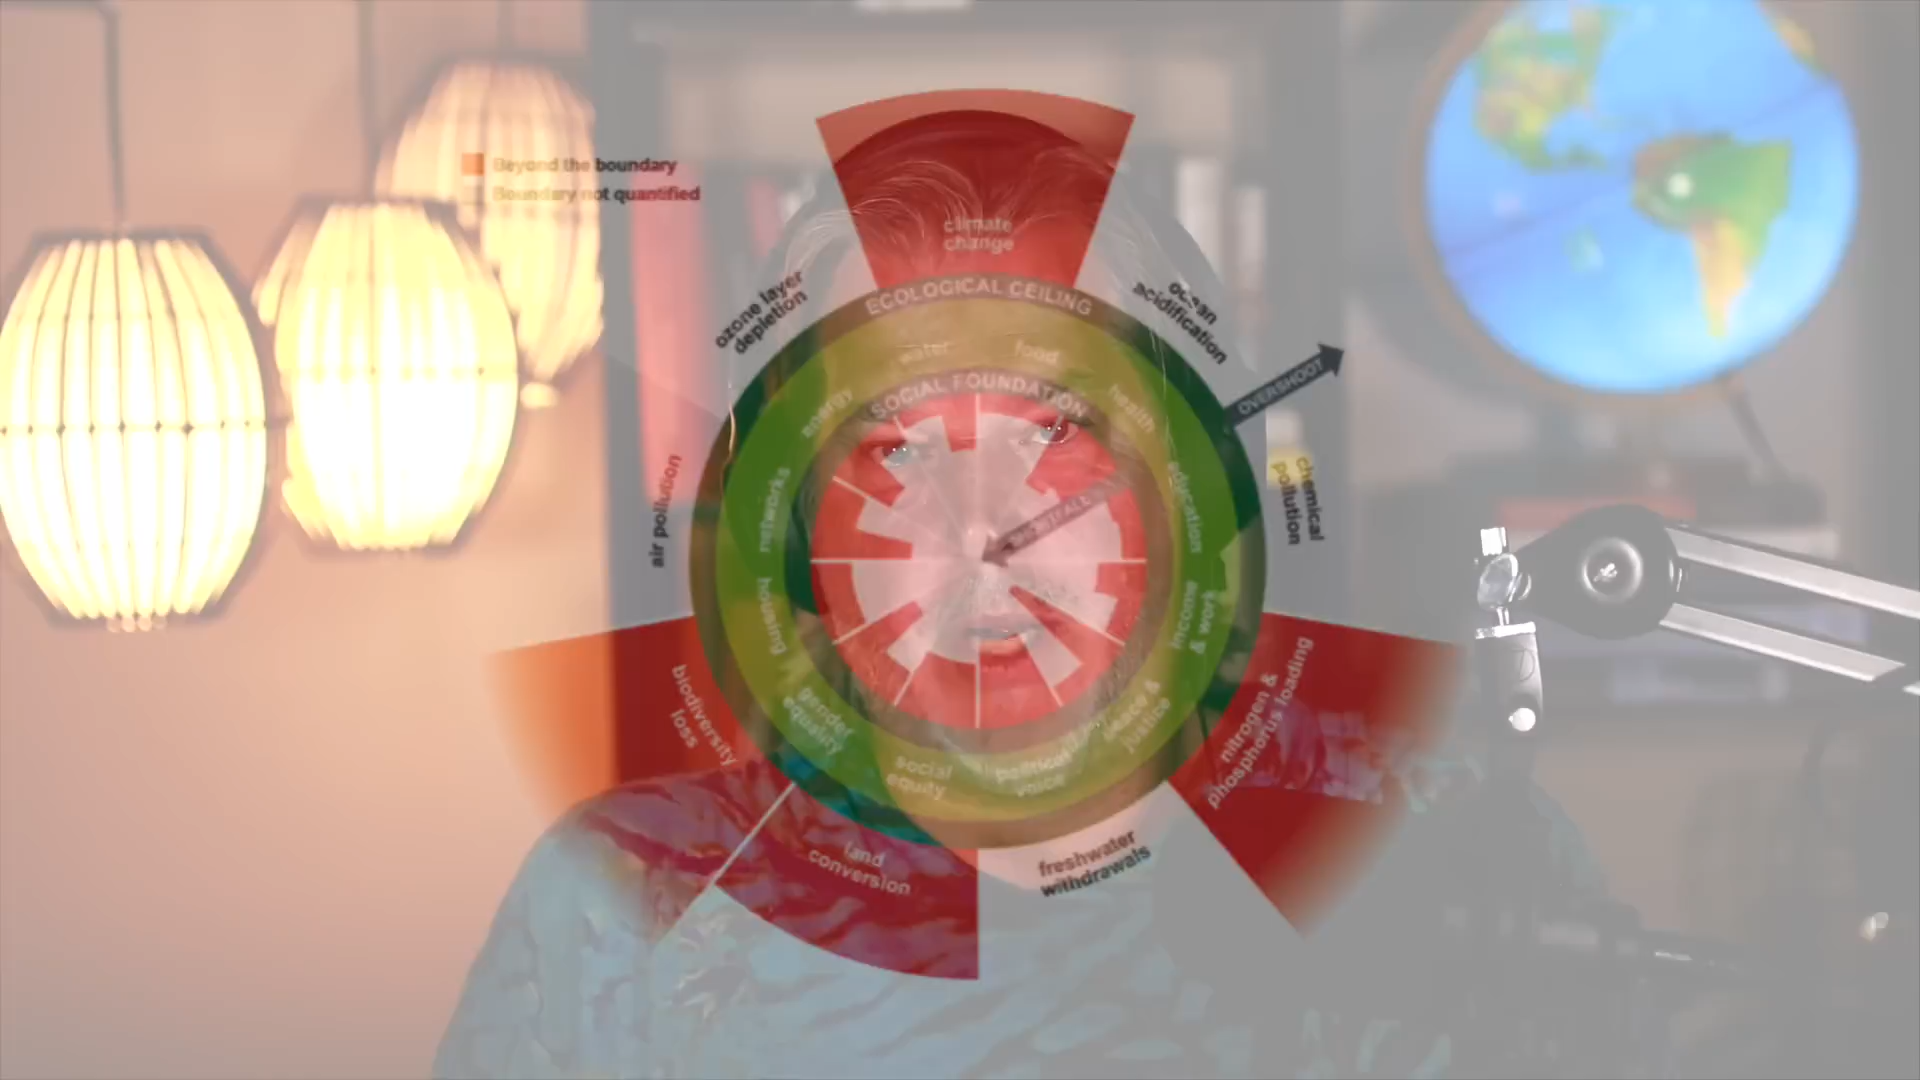 Beyond the boundary
Boundary not quantified
climate
change
ozone layer
depletion
ocean
acidification
ECOLOGICAL CEILING
water
food
energy
health
SOCIAL FOUNDATION
OVERSHOOT
air pollution
networks
education
chemical
pollution
SHORTFALL
housing
income
& work
biodiversity
loss
gender
equality
peace &
justice
nitrogen &
phosphorus loading
social
equity
political
voice
land
conversion
freshwater
withdrawals